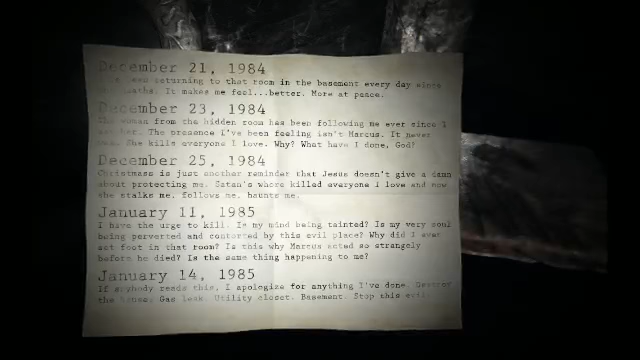 December 21, 1984
returning to that room in the basement every day since
It makes me feel...better. More at peace.
December 23, 1984
The woman from the hidden room has been following me ever since I
her. The presence I've been feeling isn't Marcus. It never
was. She kills everyone I love. Why? What have I done, God?
December 25, 1984
Christmas is just another reminder that Jesus doesn't give a damn
about protecting me. Satan's whore killed everyone I love and now
she stalks me, follows me, haunts me.
January 11, 1985
I have the urge to kill. Is my mind being tainted? Is my very soul
being perverted and contorted by this evil place? Why did I ever
set foot in that room? Is this why Marcus acted so strangely
before he died? Is the same thing happening to me?
January 14, 1985
If anybody reads this, I apologize for anything I've done. Destroy
the house. Gas leak. Utility closet. Basement. Stop this evil